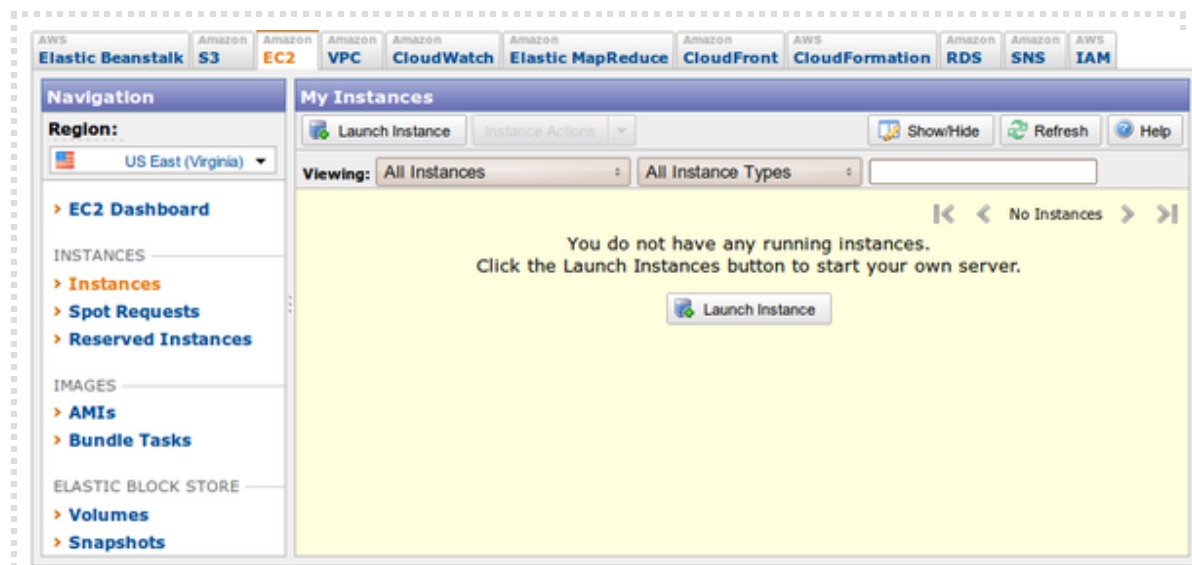 AWS Amazon Amazon Amazon Amazon Amazon Amazon AWS Amazon Amazon AWS
Elastic Beanstalk S3 EC2 VPC CloudWatch Elastic MapReduce CloudFront CloudFormation RDS SNS IAM
Navigation
Region:
US East (Virginia)
EC2 Dashboard
INSTANCES
Instances
Spot Requests
Reserved Instances
IMAGES
AMIs
Bundle Tasks
ELASTIC BLOCK STORE
Volumes
Snapshots
My Instances
Launch Instance Instance Actions Show/Hide Refresh Help
Viewing: All Instances All Instance Types
No Instances
You do not have any running instances.
Click the Launch Instances button to start your own server.
Launch Instance